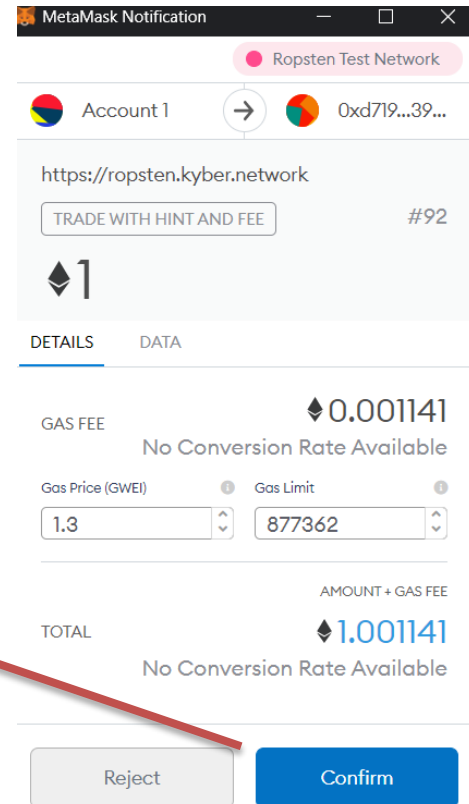 MetaMask Notification
Ropsten Test Network
Account 1 0xd719...39...
https://ropsten.kyber.network
TRADE WITH HINT AND FEE #92
1
DETAILS DATA
GAS FEE 0.001141
No Conversion Rate Available
Gas Price (GWEI) Gas Limit
1.3 877362
AMOUNT + GAS FEE
TOTAL 1.001141
No Conversion Rate Available
Reject Confirm